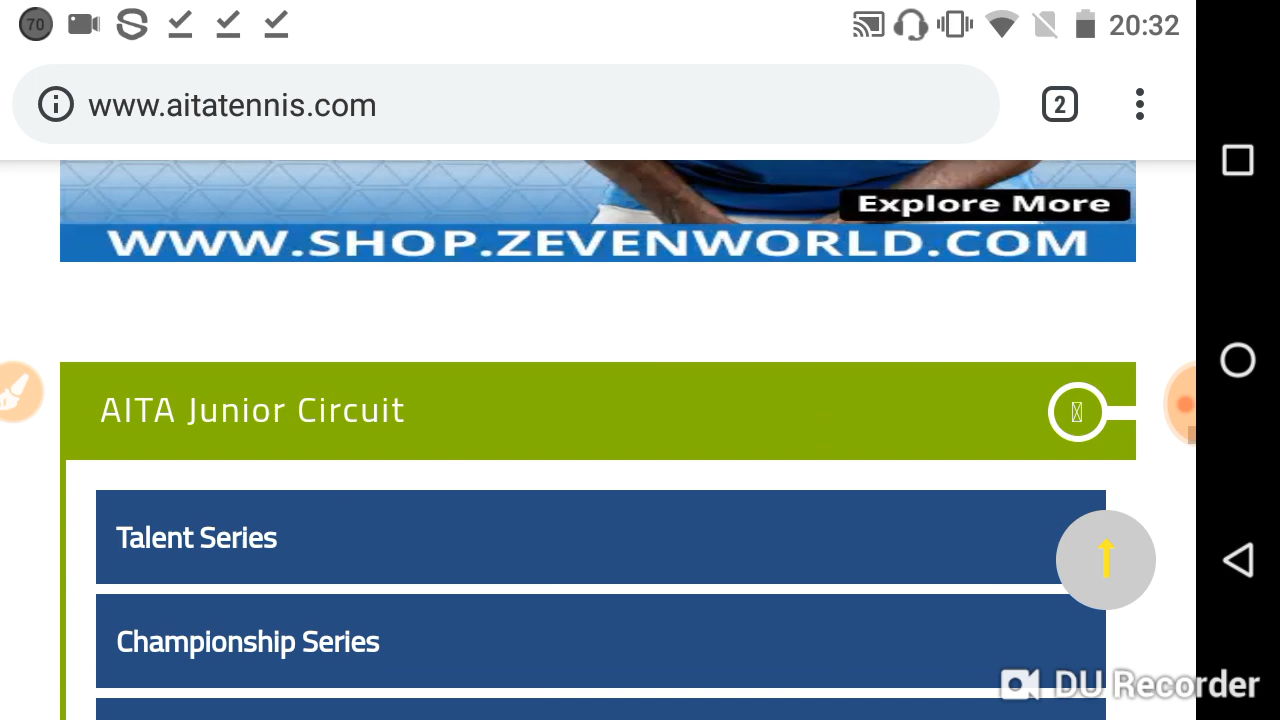 70
20:32
www.aitatennis.com
2
Explore More
WWW.SHOP.ZEVENWORLD.COM
AITA Junior Circuit
Talent Series
Championship Series
DU Recorder